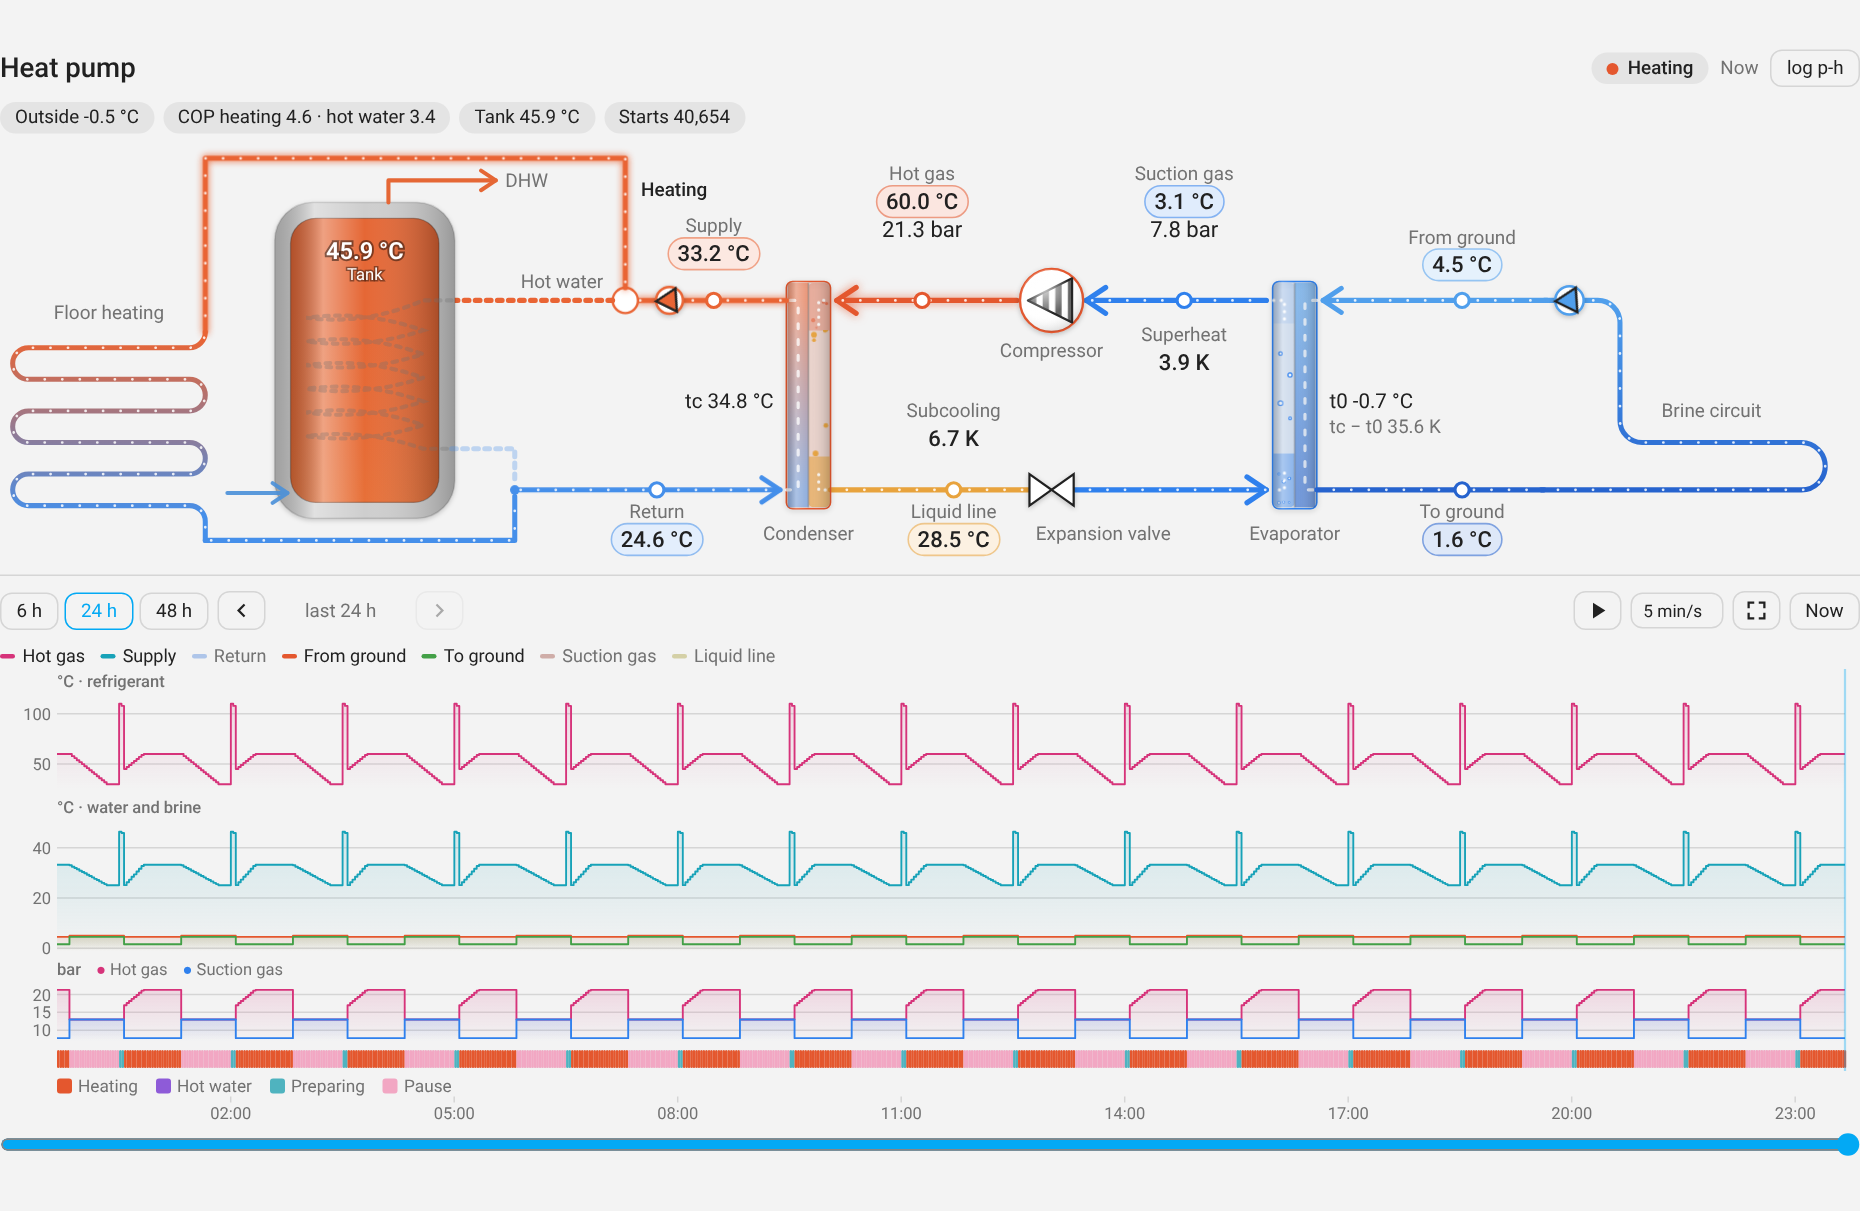 Heat pump
Heating Now log p-h
Outside -0.5 °C COP heating 4.6 · hot water 3.4 Tank 45.9 °C Starts 40,654
DHW
Heating
Hot gas
60.0 °C
21.3 bar
Suction gas
3.1 °C
7.8 bar
Supply
33.2 °C
From ground
4.5 °C
45.9 °C
Tank
Hot water
Floor heating
Compressor
Superheat
3.9 K
tc 34.8 °C
Subcooling
6.7 K
t0 -0.7 °C
tc – t0 35.6 K
Brine circuit
Return
24.6 °C
Condenser
Liquid line
28.5 °C
Expansion valve
Evaporator
To ground
1.6 °C
6 h 24 h 48 h last 24 h 5 min/s Now
Hot gas Supply Return From ground To ground Suction gas Liquid line
°C · refrigerant
100
50
°C · water and brine
40
20
0
bar Hot gas Suction gas
20
15
10
Heating Hot water Preparing Pause
02:00 05:00 08:00 11:00 14:00 17:00 20:00 23:00